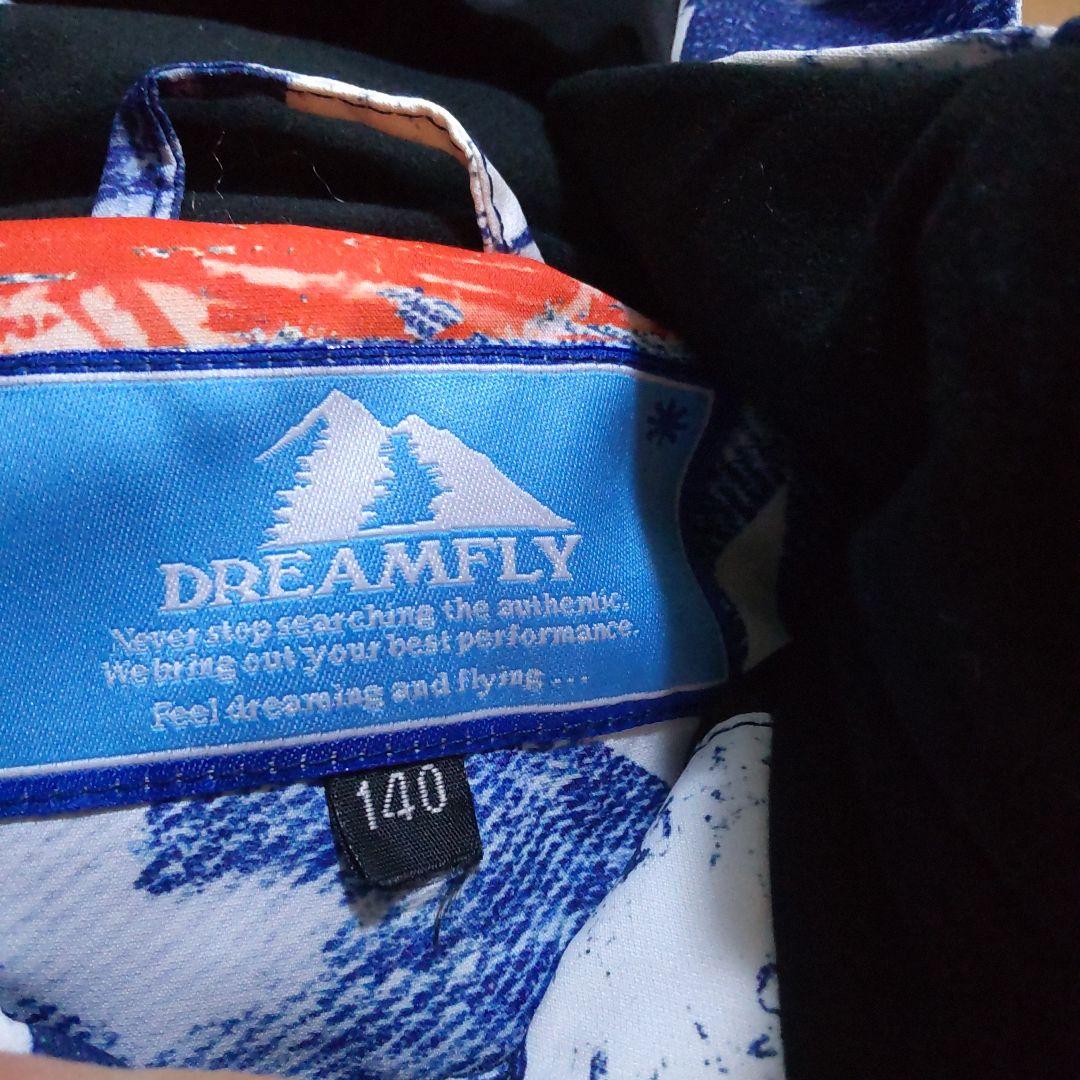 DREAMFLY
Never stop searching the authentic.
We bring out your best performance.
Feel dreaming and flying ...
140